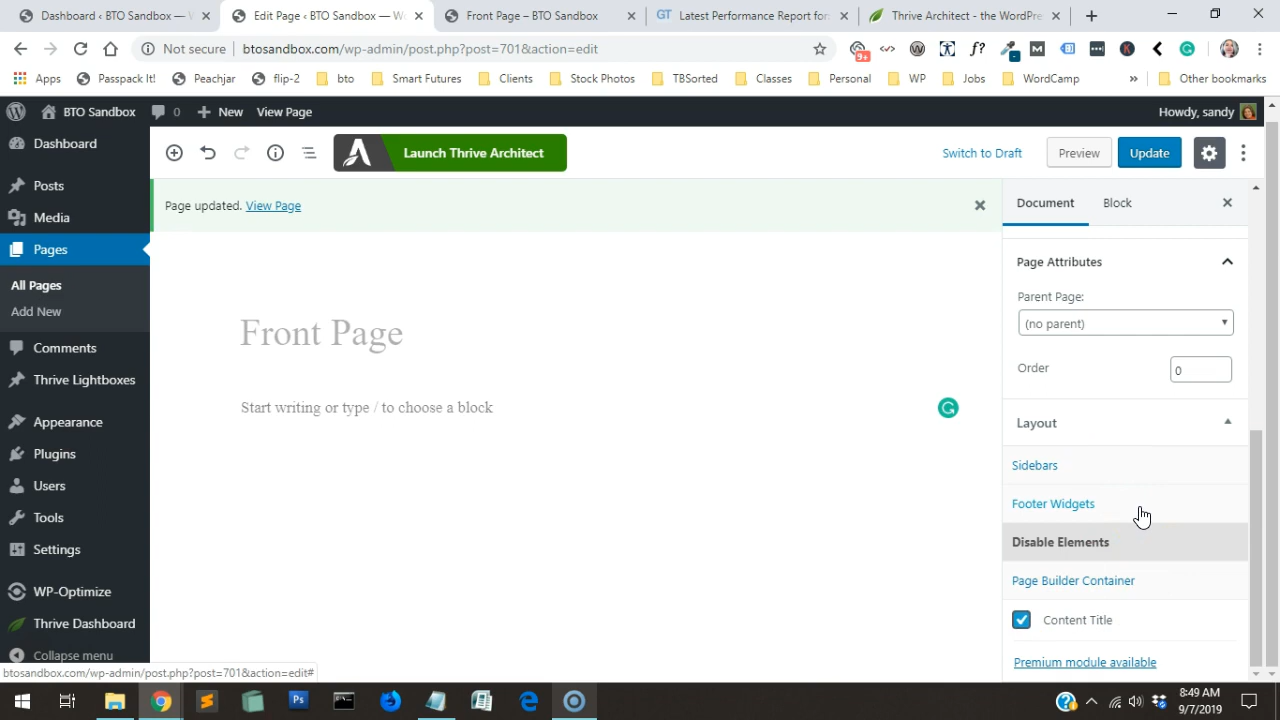 Dashboard ‹ BTO Sandbox — W
Edit Page ‹ BTO Sandbox — Wo
Front Page – BTO Sandbox
GT Latest Performance Report for:
Thrive Architect - the WordPre
Not secure
btosandbox.com/wp-admin/post.php?post=701&action=edit
9+
f?
M
K
Apps
Passpack It!
Peachjar
flip-2
bto
Smart Futures
Clients
Stock Photos
TBSorted
Classes
Personal
WP
Jobs
WordCamp
»
Other bookmarks
BTO Sandbox
0
New
View Page
Howdy, sandy
Dashboard
Posts
Media
Pages
All Pages
Add New
Comments
Thrive Lightboxes
Appearance
Plugins
Users
Tools
Settings
WP-Optimize
Thrive Dashboard
Collapse menu
Launch Thrive Architect
Switch to Draft
Preview
Update
Page updated. View Page
Front Page
Start writing or type / to choose a block
Document
Block
Page Attributes
Parent Page:
(no parent)
Order
0
Layout
Sidebars
Footer Widgets
Disable Elements
Page Builder Container
Content Title
Premium module available
btosandbox.com/wp-admin/post.php?post=701&action=edit#
Ps
8:49 AM
9/7/2019